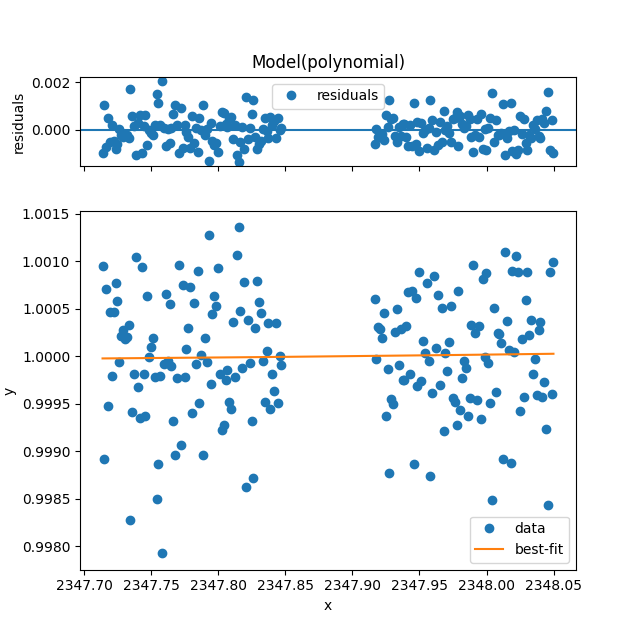 Model(polynomial)
0.002
0.000
residuals
residuals
1.0015
1.0010
1.0005
1.0000
0.9995
0.9990
0.9985
0.9980
y
data
best-fit
2347.70 2347.75 2347.80 2347.85 2347.90 2347.95 2348.00 2348.05
x